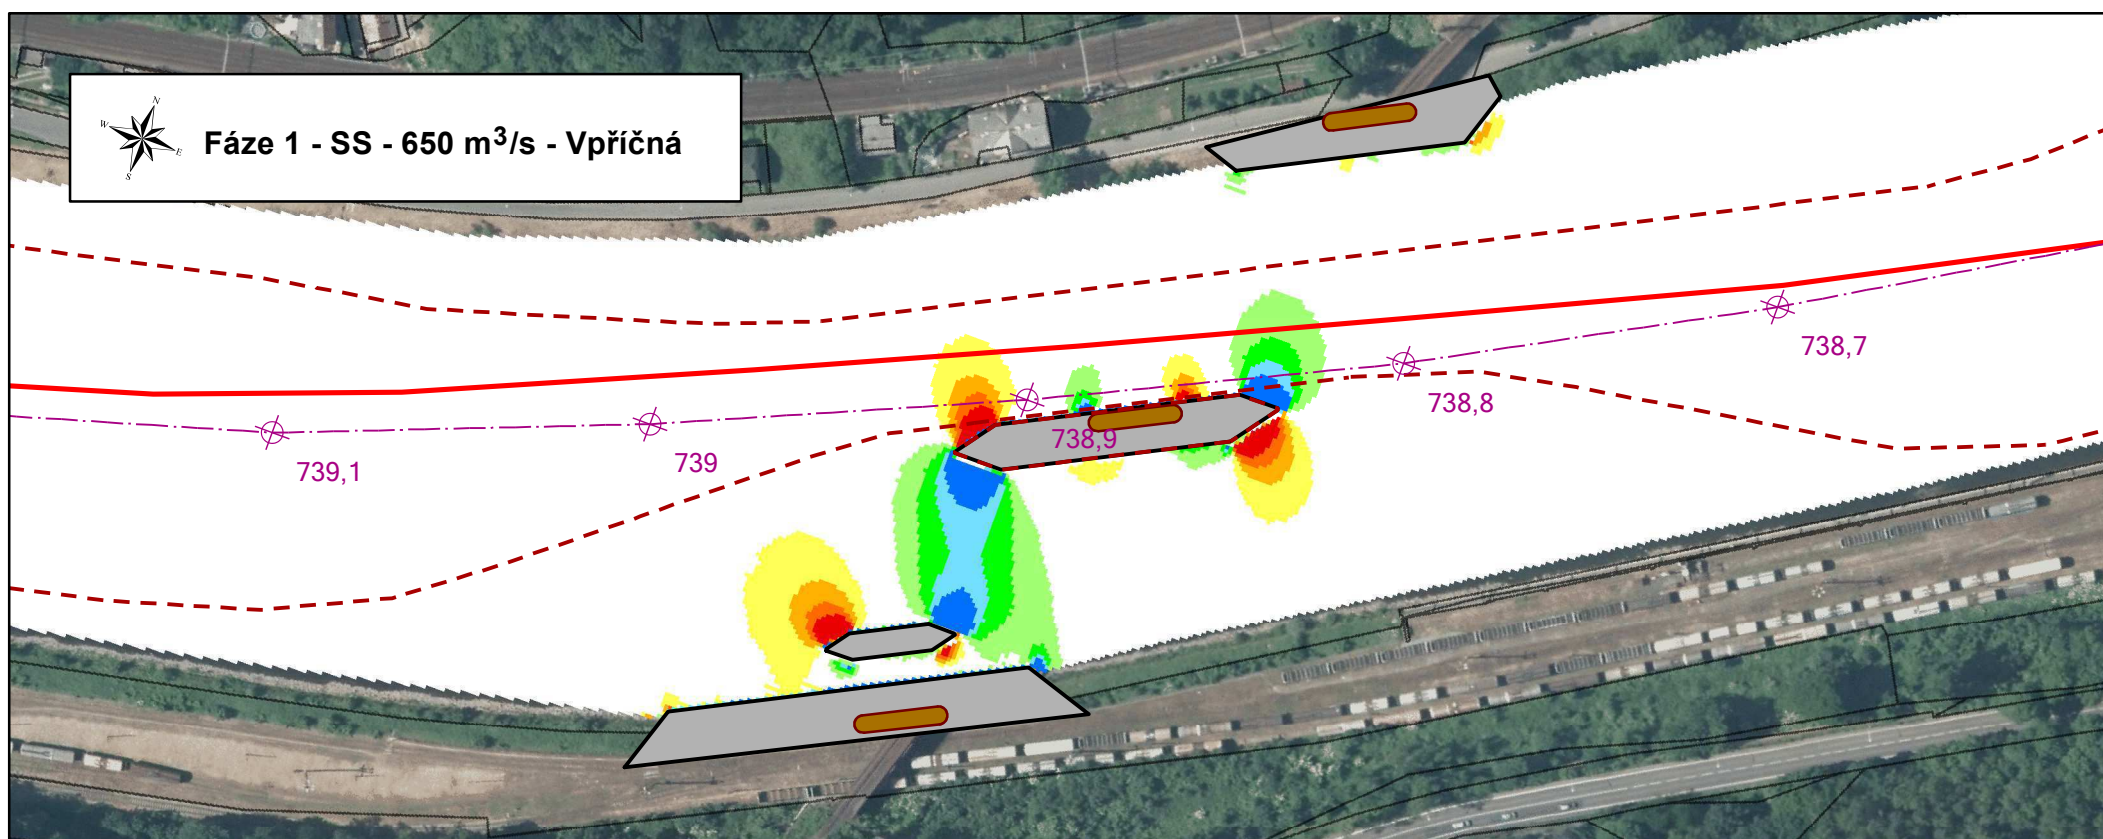 N
W
E
S
Fáze 1 - SS - 650 m³/s - Vpříčná
738,7
738,8
738,9
739
739,1